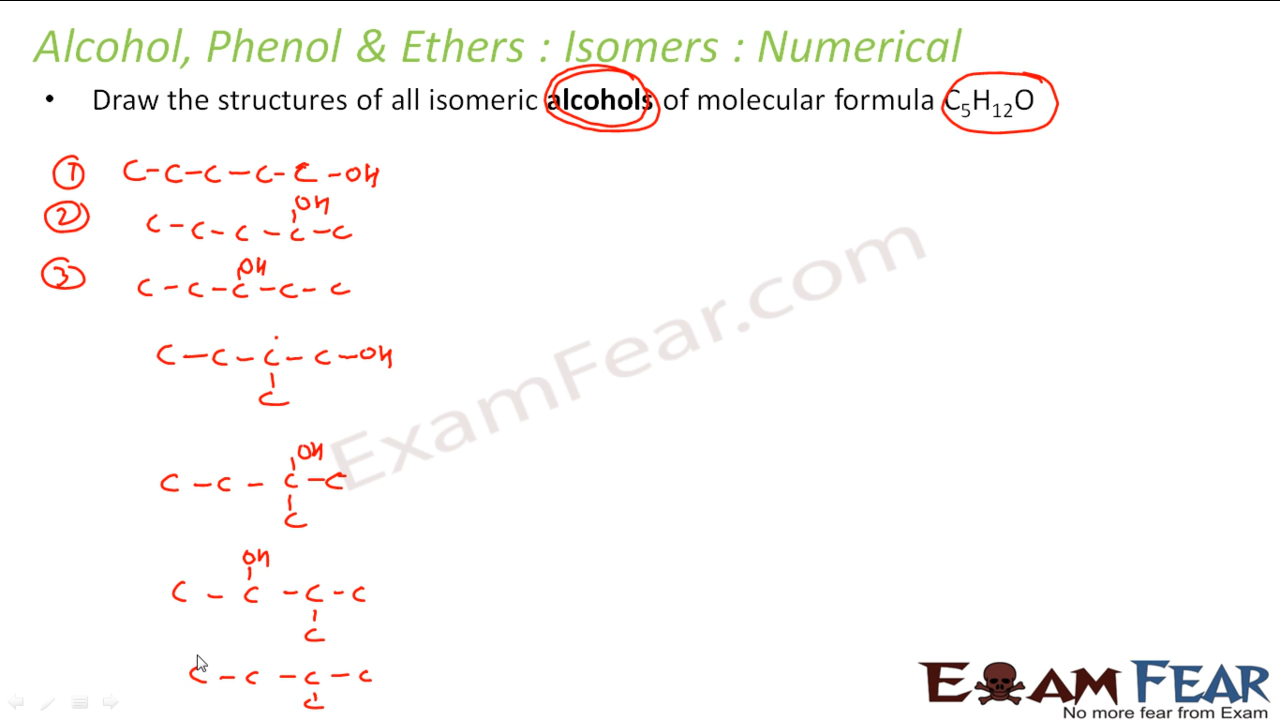 Alcohol, Phenol & Ethers : Isomers : Numerical
• Draw the structures of all isomeric alcohols of molecular formula C₅H₁₂O
① C-C-C-C-C-OH
OH
② C-C-C-C-C
OH
③ C-C-C-C-C
C-C-C-C-OH
C
OH
C-C-C-C
C
OH
C-C-C-C
C
C-C-C-C
C
ExamFear.com
EXAM FEAR
No more fear from Exam